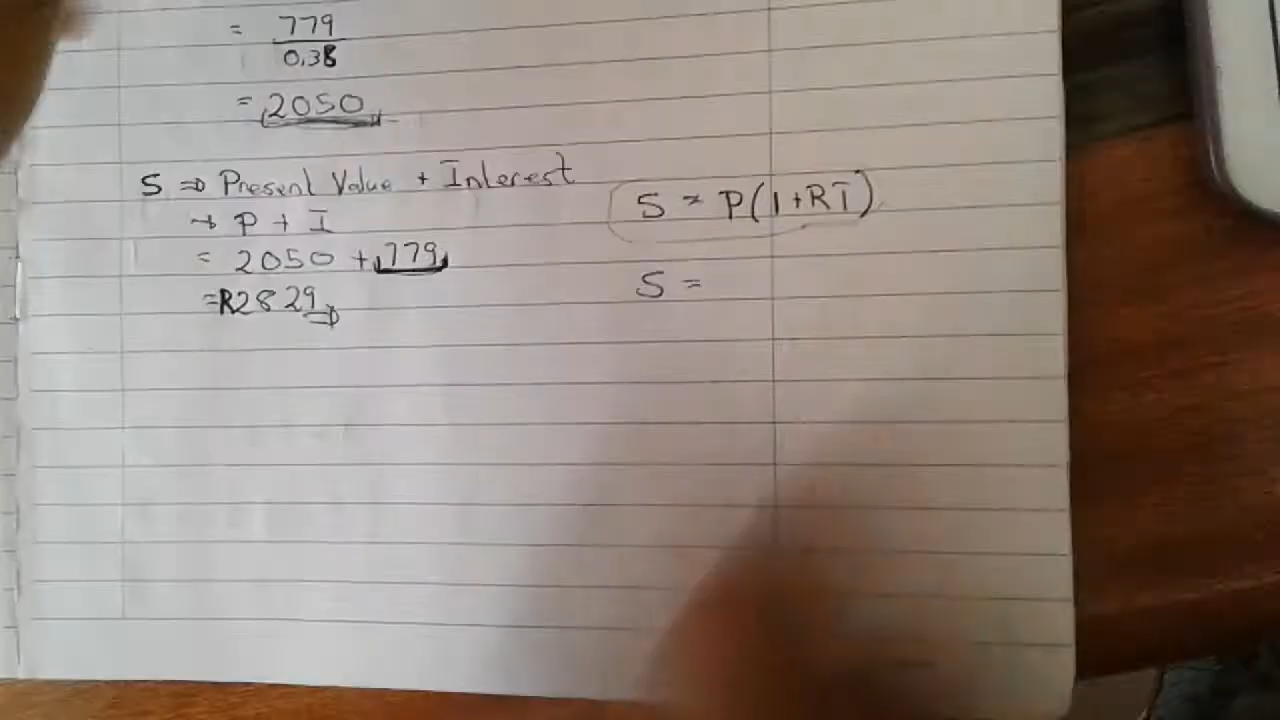 = 779
0.38
= 2050
S ⇒ Present Value + Interest
→ P + I
= 2050 + 779
= R2829
S = P(1+RT)
S =